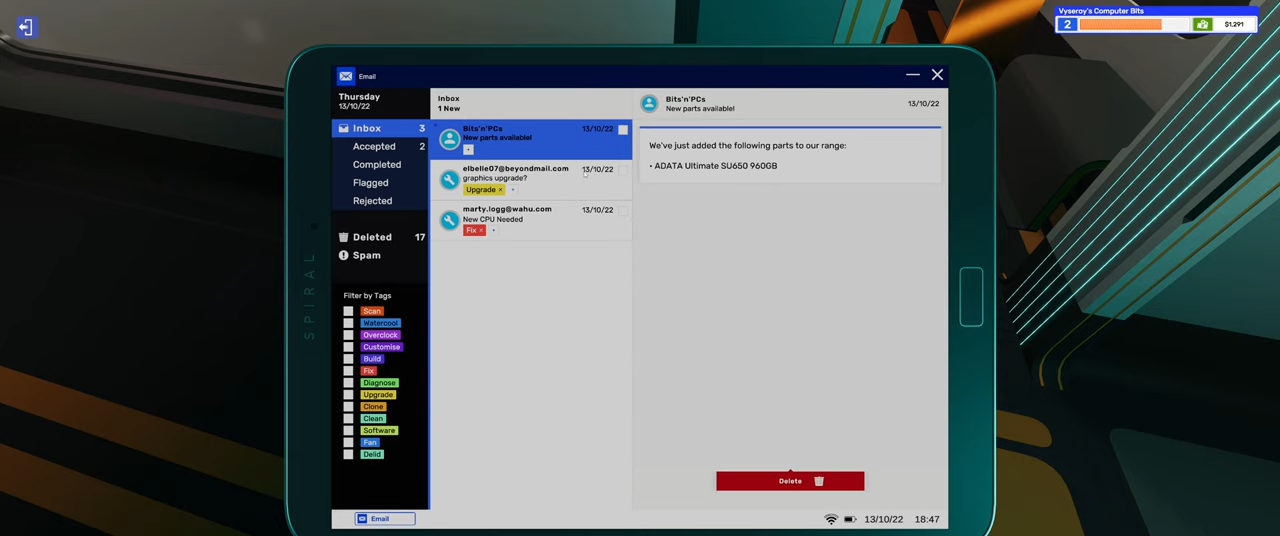 Vyseroy's Computer Bits
2
$1,291
Email
Thursday
13/10/22
Inbox 3
Accepted 2
Completed
Flagged
Rejected
Deleted 17
Spam
Filter by Tags
Scan
Watercool
Overclock
Customise
Build
Fix
Diagnose
Upgrade
Clone
Clean
Software
Fan
Delid
Inbox
1 New
Bits'n'PCs 13/10/22
New parts available!
+
elbelle07@beyondmail.com 13/10/22
graphics upgrade?
Upgrade × +
marty.logg@wahu.com 13/10/22
New CPU Needed
Fix × +
Bits'n'PCs 13/10/22
New parts available!
We've just added the following parts to our range:
• ADATA Ultimate SU650 960GB
Delete
SPIRAL
Email
13/10/22 18:47